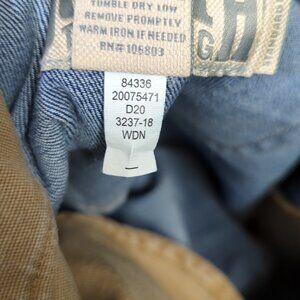 TUMBLE DRY LOW
REMOVE PROMPTLY
WARM IRON IF NEEDED
RN# 106803
84336
20075471
D20
3237-18
WDN